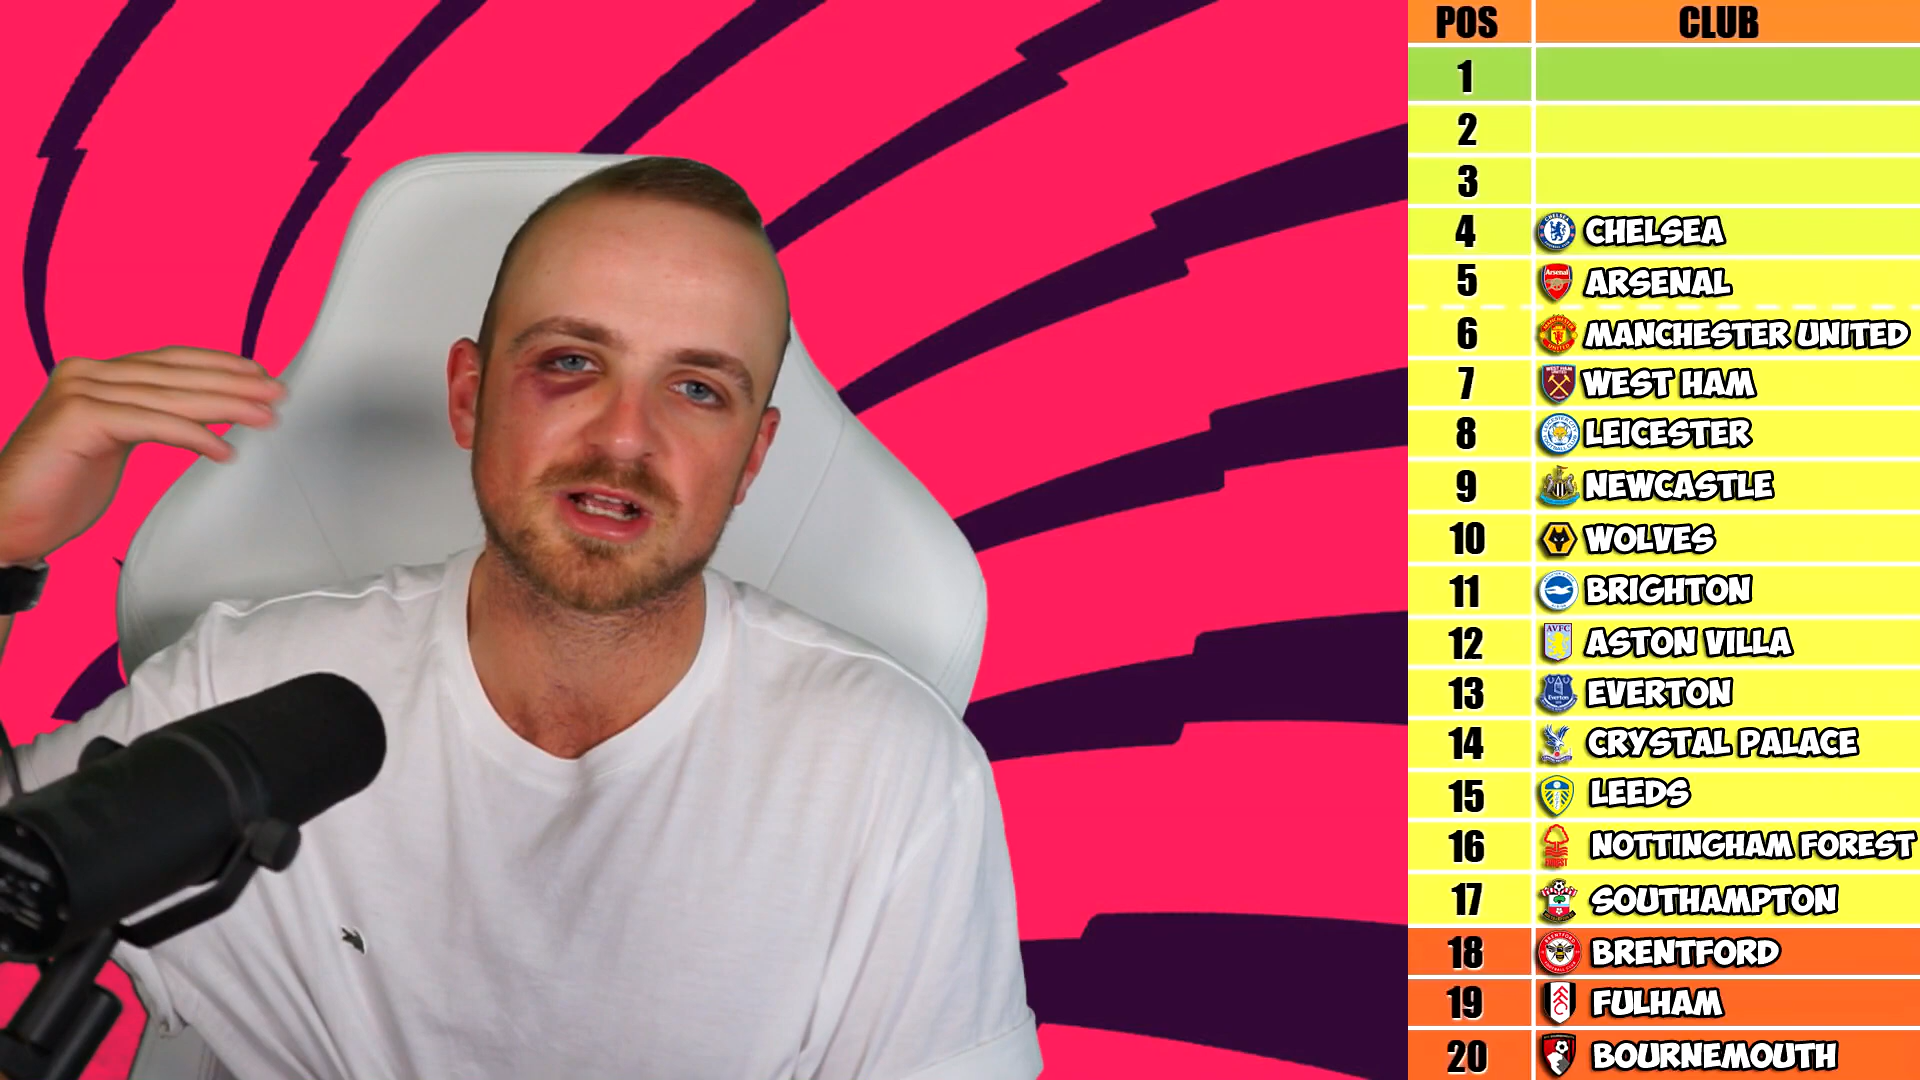 POS CLUB
1
2
3
4 CHELSEA
5 ARSENAL
6 MANCHESTER UNITED
7 WEST HAM
8 LEICESTER
9 NEWCASTLE
10 WOLVES
11 BRIGHTON
12 ASTON VILLA
13 EVERTON
14 CRYSTAL PALACE
15 LEEDS
16 NOTTINGHAM FOREST
17 SOUTHAMPTON
18 BRENTFORD
19 FULHAM
20 BOURNEMOUTH